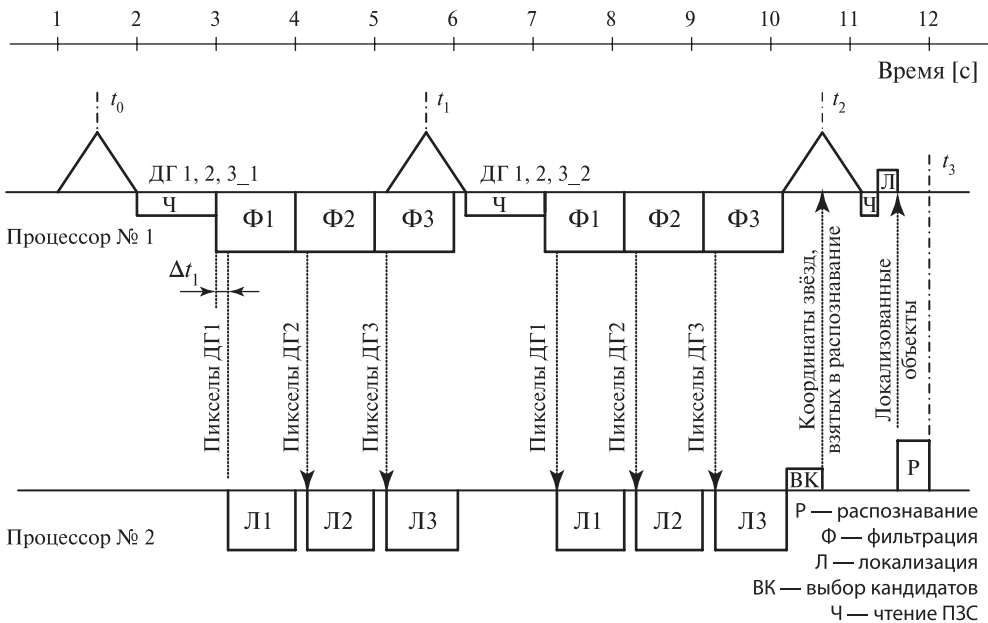 1 2 3 4 5 6 7 8 9 10 11 12
Время [с]
t0 t1 t2
t3
ДГ 1, 2, 3_1 ДГ 1, 2, 3_2
Л
Ч Ч Ч
Ф1 Ф2 Ф3 Ф1 Ф2 Ф3
Процессор № 1
Δt1
Пикселы ДГ1
Пикселы ДГ2
Пикселы ДГ3
Пикселы ДГ1
Пикселы ДГ2
Пикселы ДГ3
Координаты звёзд,
взятых в распознавание
Локализованные
объекты
ВК
Р
Л1 Л2 Л3 Л1 Л2 Л3
Процессор № 2
Р — распознавание
Ф — фильтрация
Л — локализация
ВК — выбор кандидатов
Ч — чтение ПЗС